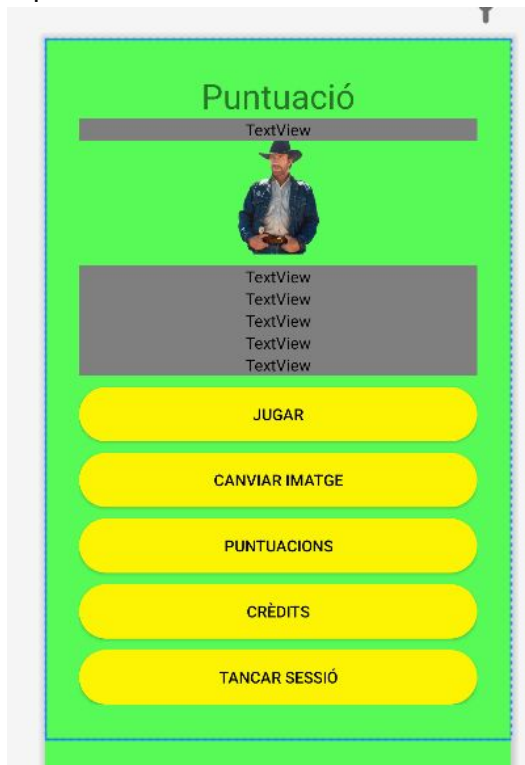 Puntuació
TextView
TextView
TextView
TextView
TextView
TextView
JUGAR
CANVIAR IMATGE
PUNTUACIONS
CRÈDITS
TANCAR SESSIÓ